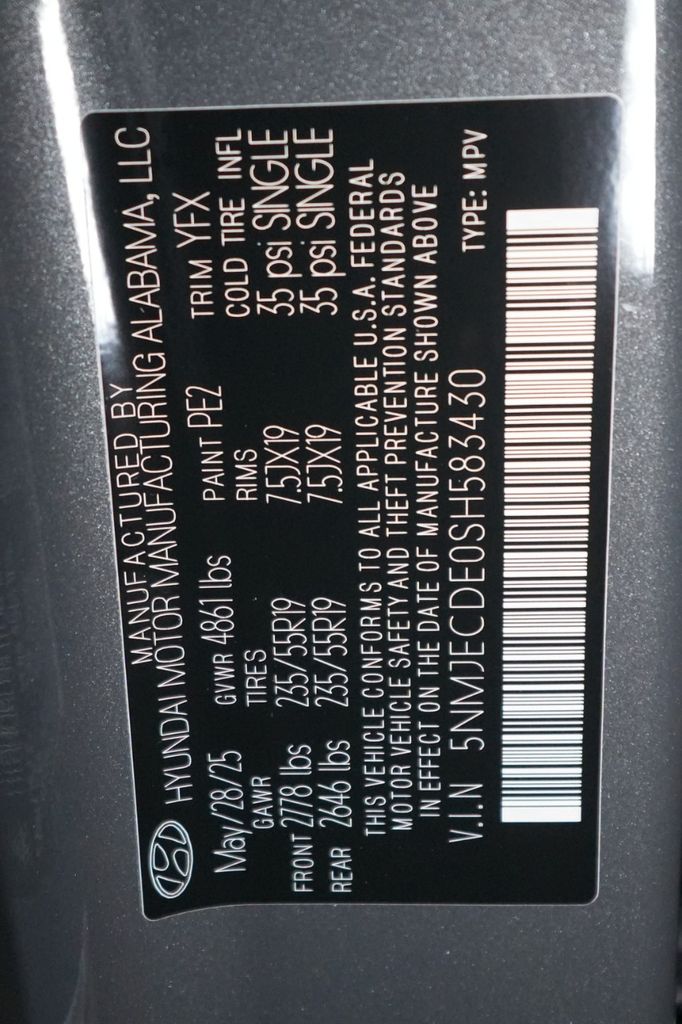 MANUFACTURED BY
HYUNDAI MOTOR MANUFACTURING ALABAMA, LLC
May/28/25 GVWR 4861 lbs PAINT PE2 TRIM YFX
GAWR TIRES RIMS COLD TIRE INFL
FRONT 2778 lbs 235/55R19 7.5JX19 35 psi SINGLE
REAR 2646 lbs 235/55R19 7.5JX19 35 psi SINGLE
THIS VEHICLE CONFORMS TO ALL APPLICABLE U.S.A. FEDERAL
MOTOR VEHICLE SAFETY AND THEFT PREVENTION STANDARDS
IN EFFECT ON THE DATE OF MANUFACTURE SHOWN ABOVE
V.I.N 5NMJECDE0SH583430 TYPE: MPV